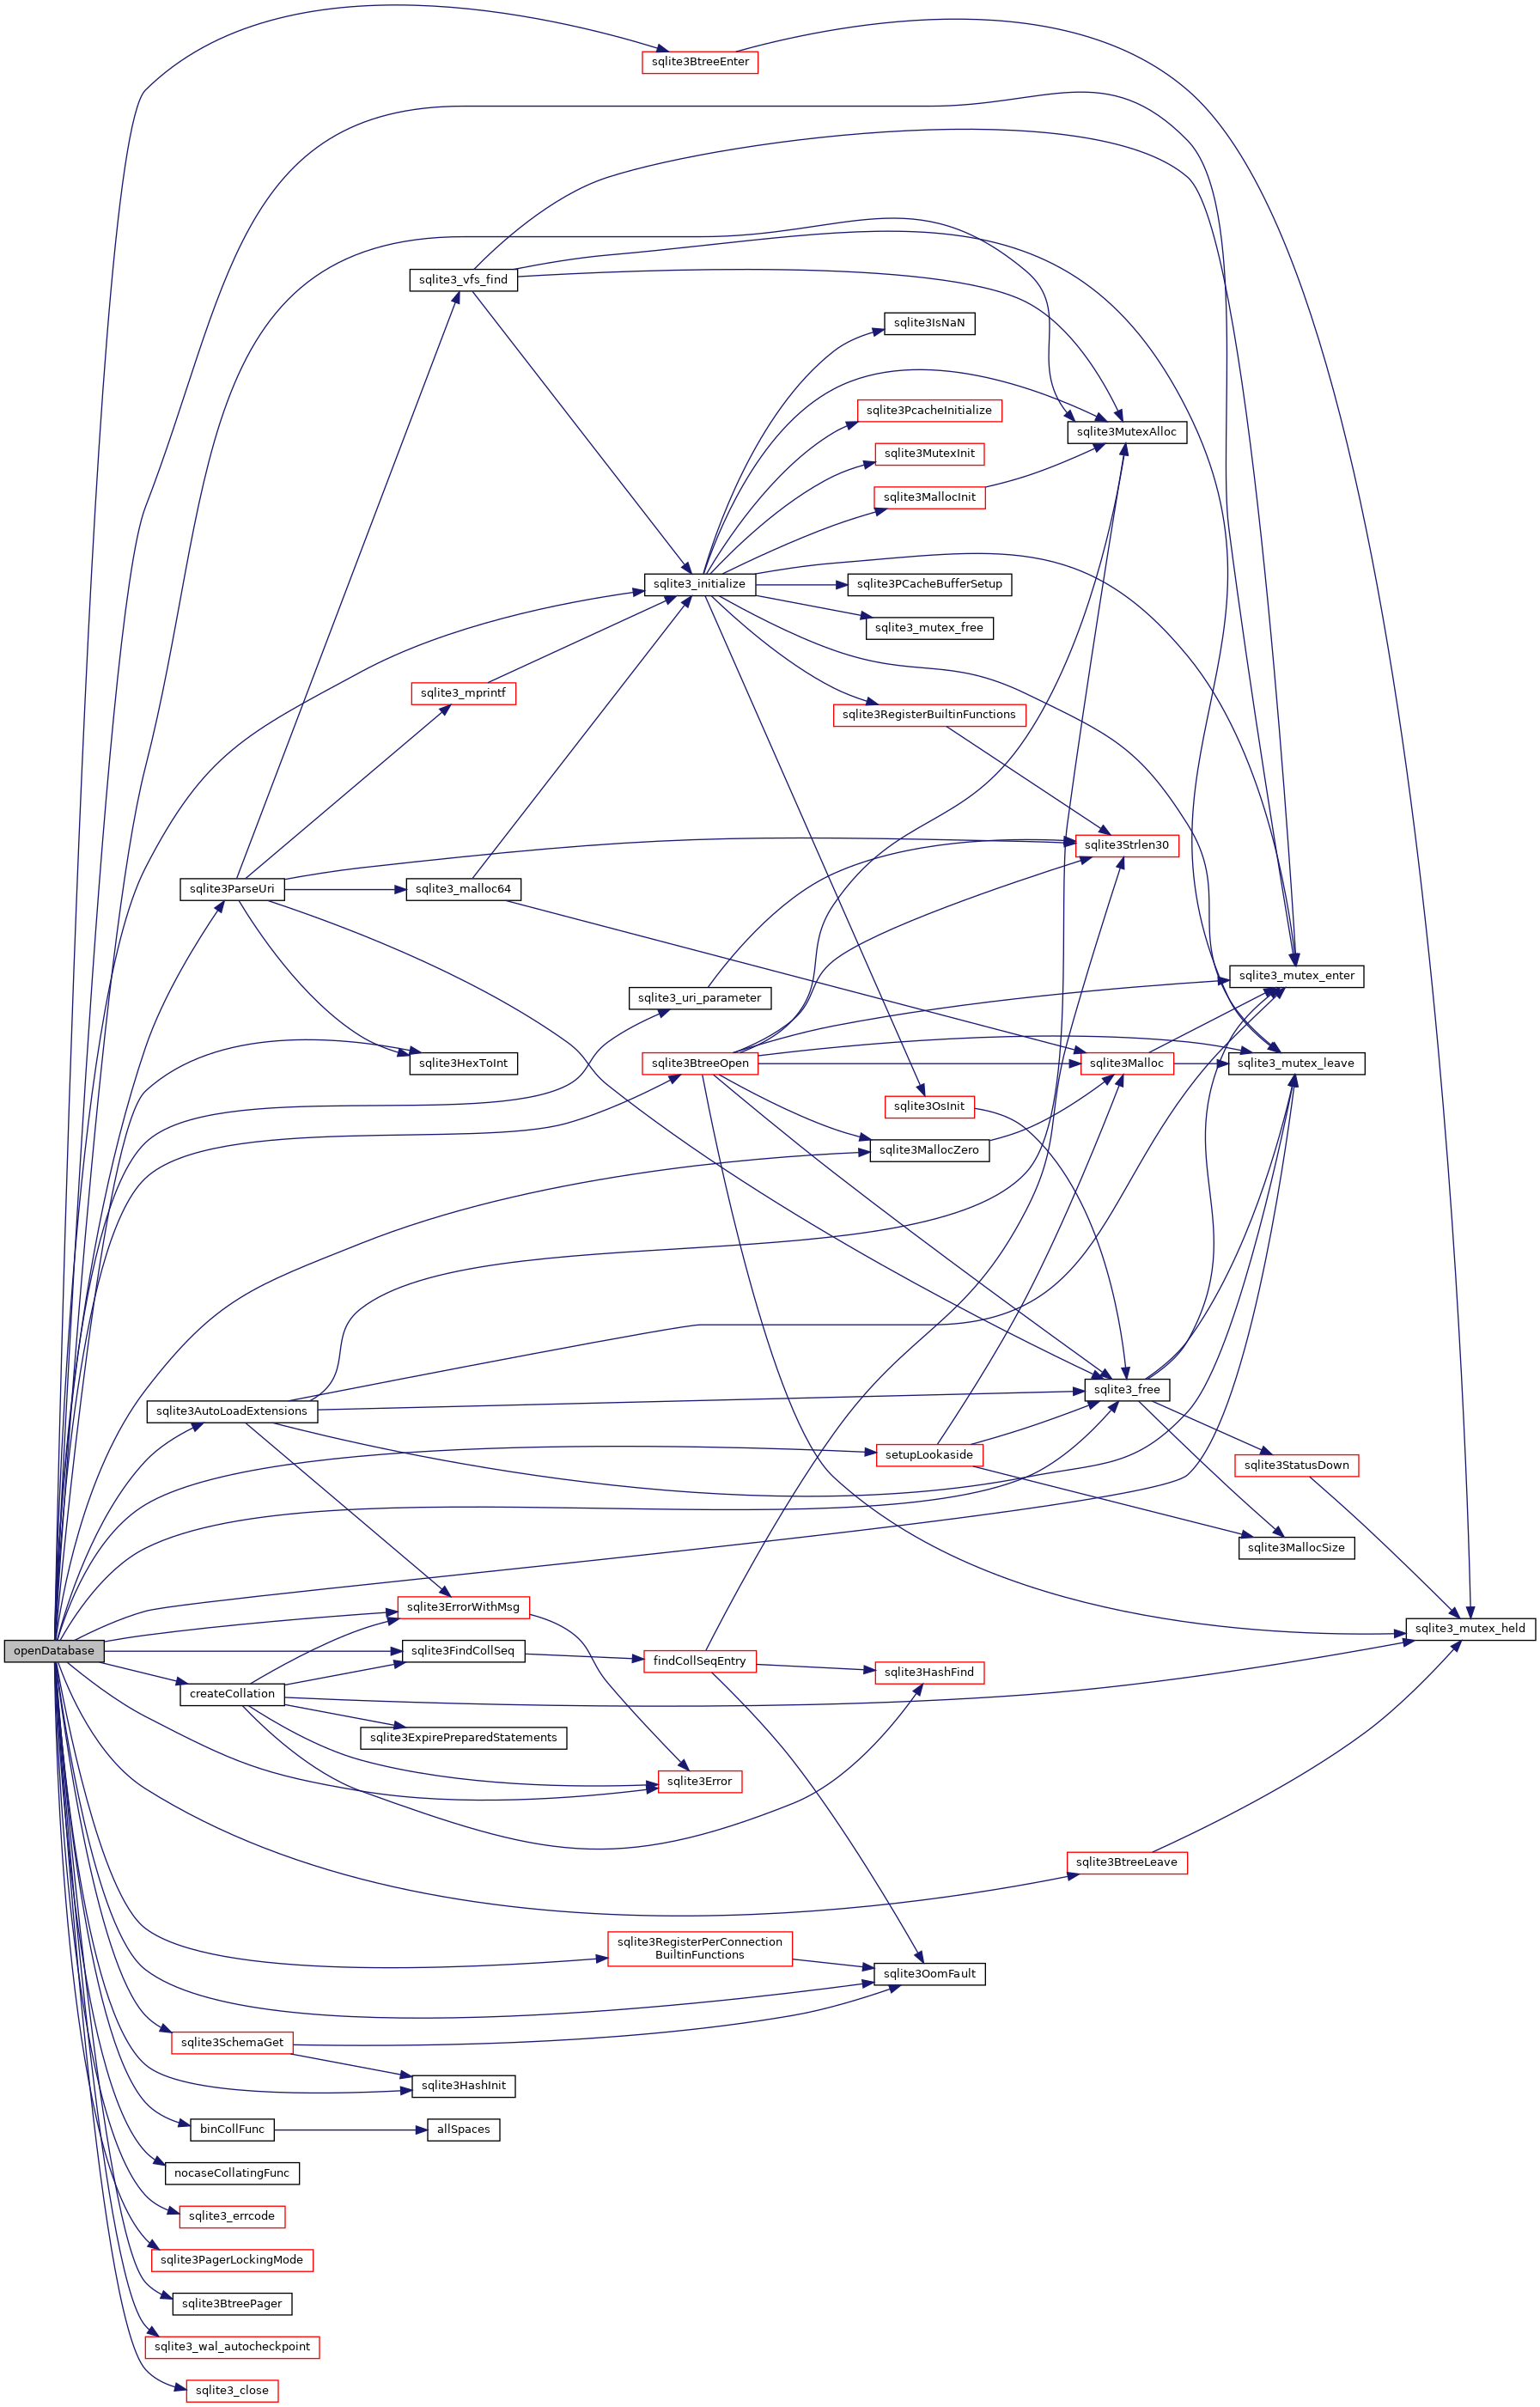 sqlite3BtreeEnter
sqlite3_vfs_find
sqlite3IsNaN
sqlite3PcacheInitialize
sqlite3MutexAlloc
sqlite3MutexInit
sqlite3MallocInit
sqlite3_initialize
sqlite3PCacheBufferSetup
sqlite3_mutex_free
sqlite3_mprintf
sqlite3RegisterBuiltinFunctions
sqlite3Strlen30
sqlite3ParseUri
sqlite3_malloc64
sqlite3_mutex_enter
sqlite3_uri_parameter
sqlite3HexToInt
sqlite3BtreeOpen
sqlite3Malloc
sqlite3_mutex_leave
sqlite3OsInit
sqlite3MallocZero
sqlite3_free
sqlite3AutoLoadExtensions
setupLookaside
sqlite3StatusDown
sqlite3MallocSize
sqlite3ErrorWithMsg
sqlite3_mutex_held
openDatabase
sqlite3FindCollSeq
findCollSeqEntry
sqlite3HashFind
createCollation
sqlite3ExpirePreparedStatements
sqlite3Error
sqlite3BtreeLeave
sqlite3RegisterPerConnection
BuiltinFunctions
sqlite3OomFault
sqlite3SchemaGet
sqlite3HashInit
binCollFunc
allSpaces
nocaseCollatingFunc
sqlite3_errcode
sqlite3PagerLockingMode
sqlite3BtreePager
sqlite3_wal_autocheckpoint
sqlite3_close